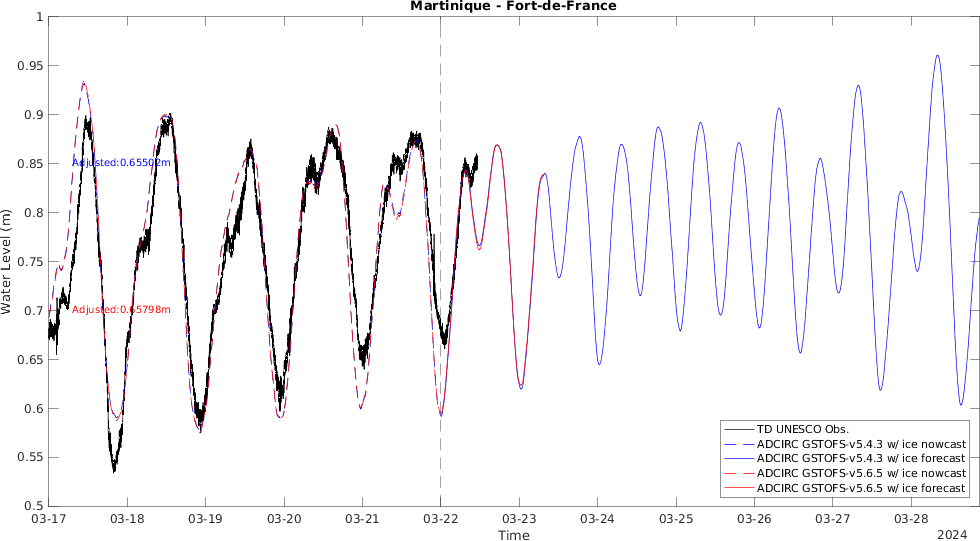 Martinique - Fort-de-France
Water Level (m)
1
0.95
0.9
0.85
0.8
0.75
0.7
0.65
0.6
0.55
0.5
Adjusted:0.65502m
Adjusted:0.65798m
TD UNESCO Obs.
ADCIRC GSTOFS-v5.4.3 w/ ice nowcast
ADCIRC GSTOFS-v5.4.3 w/ ice forecast
ADCIRC GSTOFS-v5.6.5 w/ ice nowcast
ADCIRC GSTOFS-v5.6.5 w/ ice forecast
03-17 03-18 03-19 03-20 03-21 03-22 03-23 03-24 03-25 03-26 03-27 03-28
Time
2024